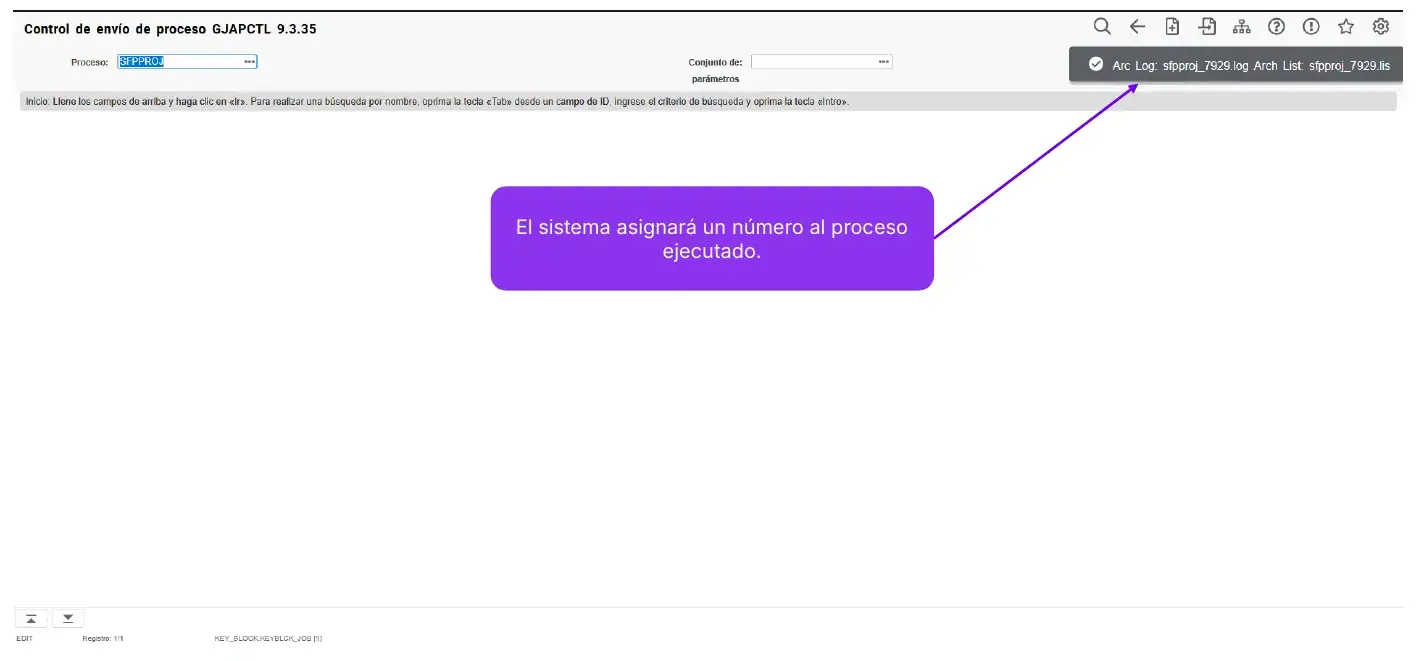 Control de envío de proceso GJAPCTL 9.3.35
Proceso: SFPPROJ
Conjunto de:
parámetros
Arc Log: sfpproj_7929.log Arch List: sfpproj_7929.lis
Inicio: Llene los campos de arriba y haga clic en «Ir». Para realizar una búsqueda por nombre, oprima la tecla «Tab» desde un campo de ID, ingrese el criterio de búsqueda y oprima la tecla «Intro».
El sistema asignará un número al proceso
ejecutado.
EDIT Registro: 1/1 KEY_BLOCK.KEYBLCK_JOB [1]